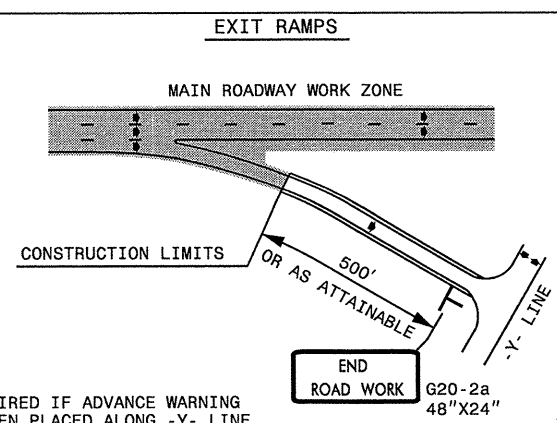 EXIT RAMPS
MAIN ROADWAY WORK ZONE
CONSTRUCTION LIMITS
500'
OR AS ATTAINABLE
-Y- LINE
END
ROAD WORK
G20-2a
48"X24"
IRED IF ADVANCE WARNING
EN PLACED ALONG -Y- LINE